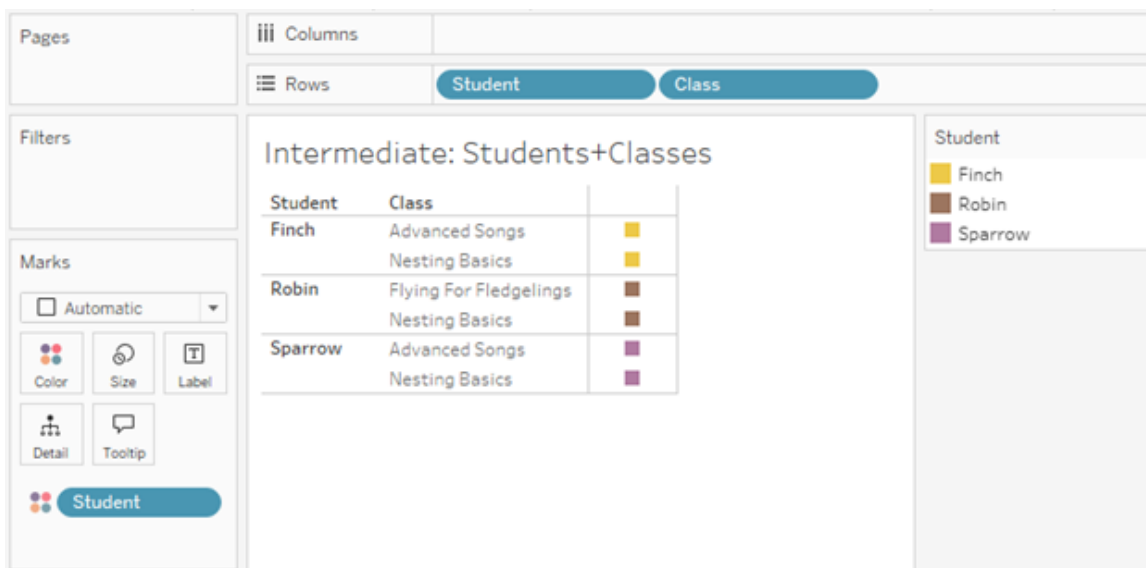 Pages
Columns
Rows Student Class
Filters
Intermediate: Students+Classes
Student Class
Finch Advanced Songs
Nesting Basics
Robin Flying For Fledgelings
Nesting Basics
Sparrow Advanced Songs
Nesting Basics
Marks
Automatic
Color Size T Label
Detail Tooltip
Student
Student
Finch
Robin
Sparrow